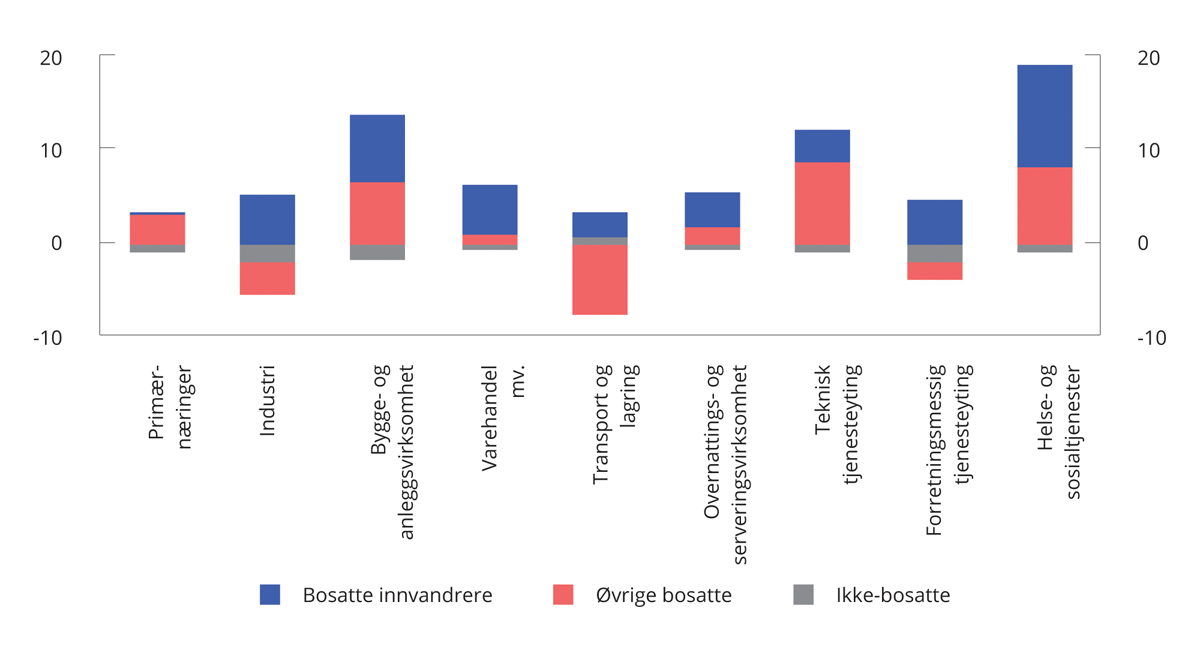 20
10
0
-10
20
10
0
-10
Primær-
næringer
Industri
Bygge- og
anleggsvirksomhet
Varehandel
mv.
Transport og
lagring
Overnattings- og
serveringsvirksomhet
Teknisk
tjenesteyting
Forretningsmessig
tjenesteyting
Helse- og
sosialtjenester
Bosatte innvandrere
Øvrige bosatte
Ikke-bosatte